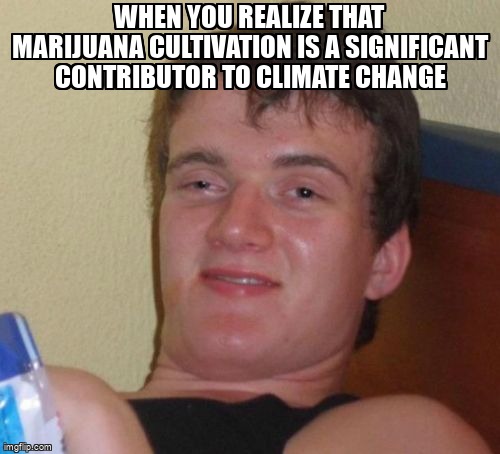 WHEN YOU REALIZE THAT
MARIJUANA CULTIVATION IS A SIGNIFICANT
CONTRIBUTOR TO CLIMATE CHANGE
imgflip.com